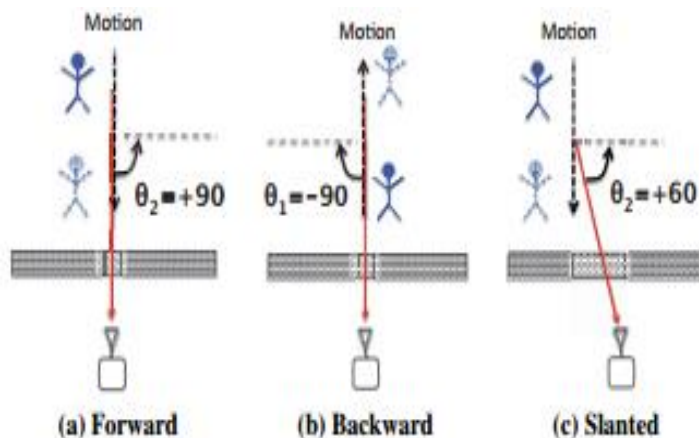 Motion
Motion
Motion
θ₂=+90
θ₁=-90
θ₂=+60
(a) Forward
(b) Backward
(c) Slanted